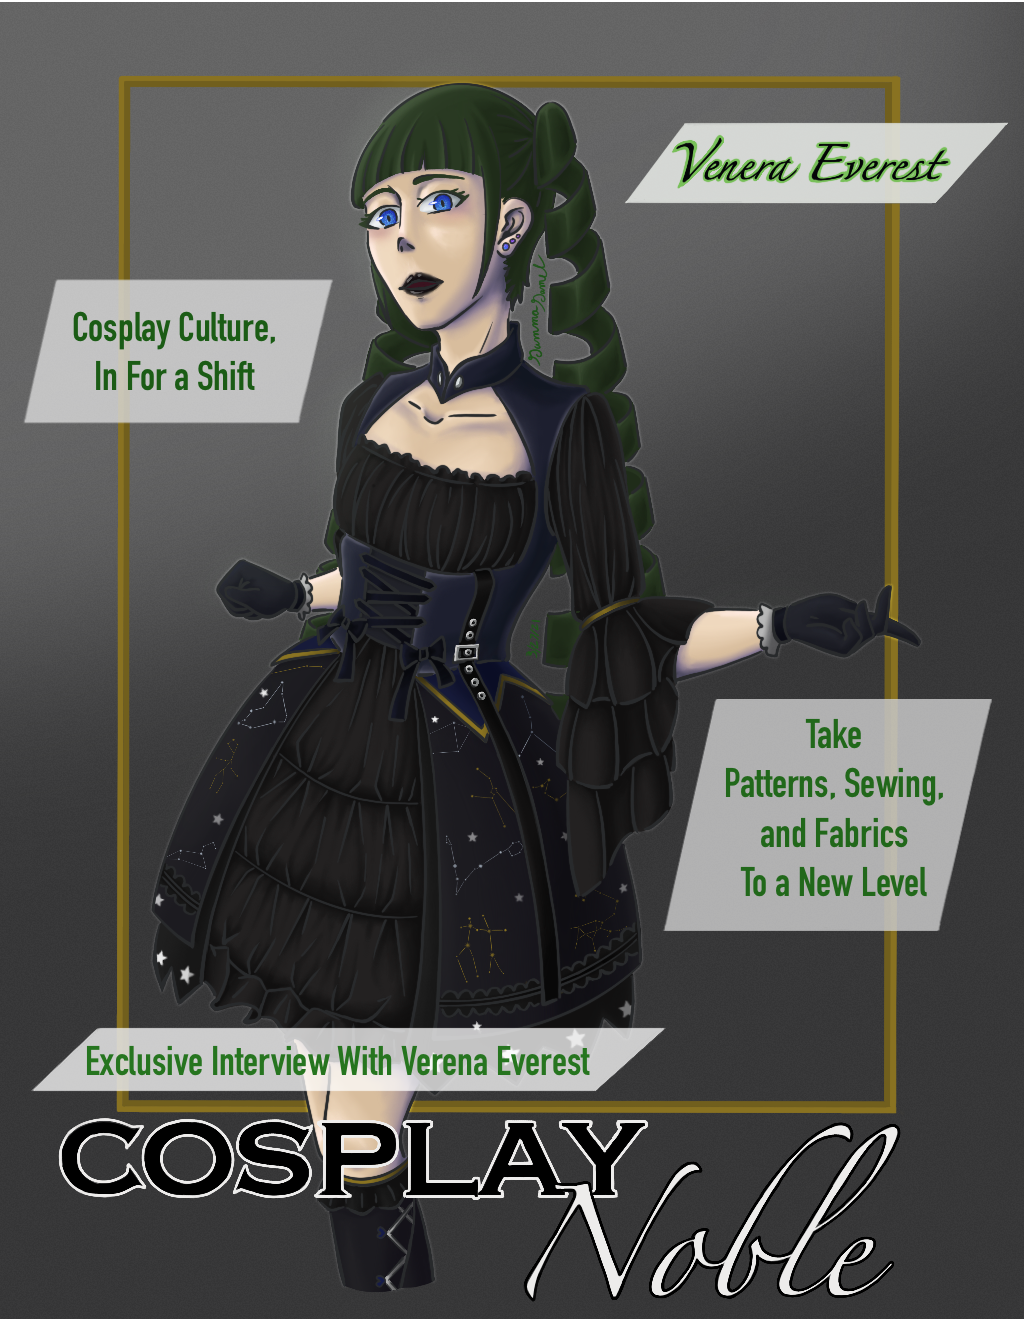 Venera Everest
Cosplay Culture,
In For a Shift
Take
Patterns, Sewing,
and Fabrics
To a New Level
Exclusive Interview With Verena Everest
COSPLAY
Noble